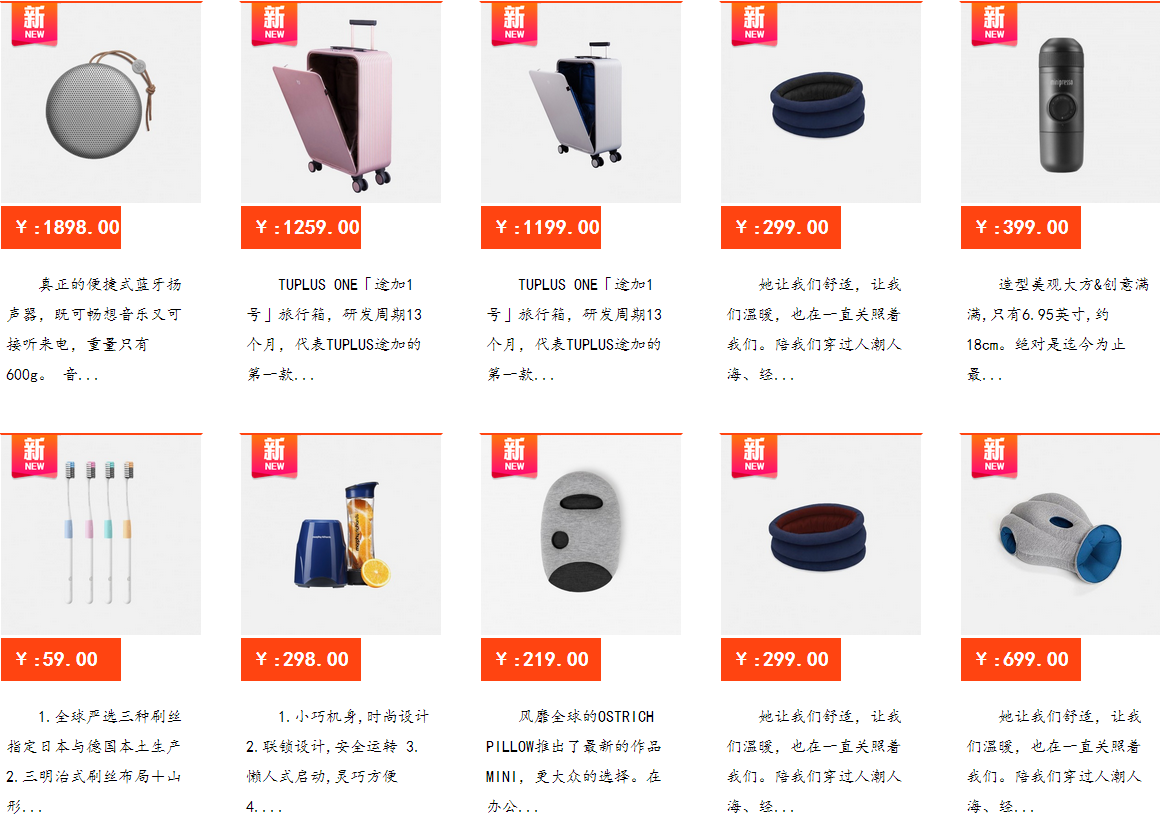 新
NEW
新
NEW
新
NEW
新
NEW
新
NEW
minipresso
¥:1898.00
¥:1259.00
¥:1199.00
¥:299.00
¥:399.00
真正的便捷式蓝牙扬
声器，既可畅想音乐又可
接听来电，重量只有
600g。 音...
TUPLUS ONE「途加1
号」旅行箱，研发周期13
个月，代表TUPLUS途加的
第一款...
TUPLUS ONE「途加1
号」旅行箱，研发周期13
个月，代表TUPLUS途加的
第一款...
她让我们舒适，让我
们温暖，也在一直关照着
我们。陪我们穿过人潮人
海、经...
造型美观大方&创意满
满,只有6.95英寸,约
18cm。绝对是迄今为止
最...
新
NEW
新
NEW
新
NEW
新
NEW
新
NEW
¥:59.00
¥:298.00
¥:219.00
¥:299.00
¥:699.00
1.全球严选三种刷丝
指定日本与德国本土生产
2.三明治式刷丝布局＋山
形...
1.小巧机身,时尚设计
2.联锁设计,安全运转 3.
懒人式启动,灵巧方便
4....
风靡全球的OSTRICH
PILLOW推出了最新的作品
MINI，更大众的选择。在
办公...
她让我们舒适，让我
们温暖，也在一直关照着
我们。陪我们穿过人潮人
海、经...
她让我们舒适，让我
们温暖，也在一直关照着
我们。陪我们穿过人潮人
海、经...